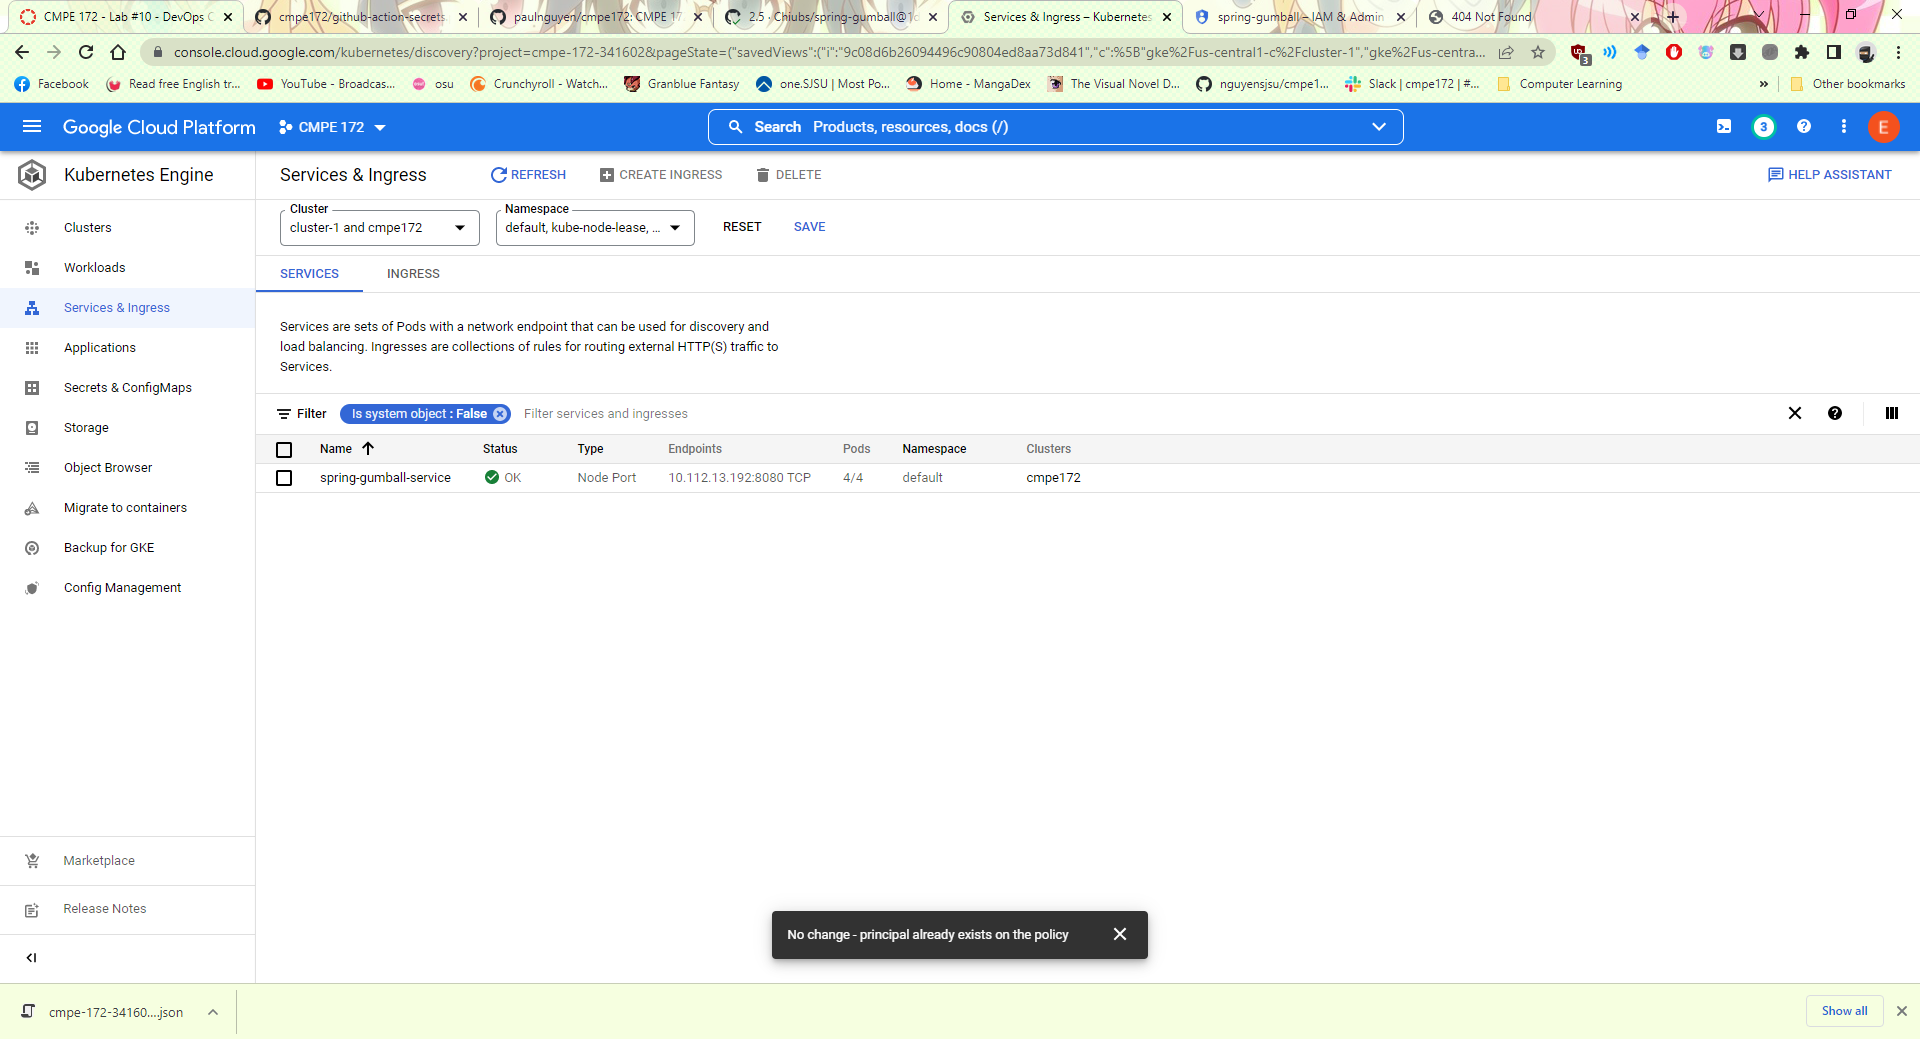 CMPE 172 - Lab #10 - DevOps C
cmpe172/github-action-secrets.
paulnguyen/cmpe172: CMPE 17
2.5 · Chiubs/spring-gumball@1c
Services & Ingress – Kubernetes
spring-gumball – IAM & Admin
404 Not Found
console.cloud.google.com/kubernetes/discovery?project=cmpe-172-341602&pageState=("savedViews":("i":"9c08d6b26094496c90804ed8aa73d841","c":%5B"gke%2Fus-central1-c%2Fcluster-1","gke%2Fus-centra...
3
Facebook
Read free English tr...
YouTube - Broadcas...
osu
Crunchyroll - Watch...
Granblue Fantasy
one.SJSU | Most Po...
Home - MangaDex
The Visual Novel D...
nguyensjsu/cmpe1...
Slack | cmpe172 | #...
Computer Learning
»
Other bookmarks
Google Cloud Platform
CMPE 172
Search Products, resources, docs (/)
3
E
Kubernetes Engine
Services & Ingress
REFRESH
CREATE INGRESS
DELETE
HELP ASSISTANT
Clusters
Workloads
Services & Ingress
Applications
Secrets & ConfigMaps
Storage
Object Browser
Migrate to containers
Backup for GKE
Config Management
Marketplace
Release Notes
Cluster
cluster-1 and cmpe172
Namespace
default, kube-node-lease, ...
RESET
SAVE
SERVICES
INGRESS
Services are sets of Pods with a network endpoint that can be used for discovery and
load balancing. Ingresses are collections of rules for routing external HTTP(S) traffic to
Services.
Filter
Is system object : False
Filter services and ingresses
Name
Status
Type
Endpoints
Pods
Namespace
Clusters
spring-gumball-service
OK
Node Port
10.112.13.192:8080 TCP
4/4
default
cmpe172
No change - principal already exists on the policy
cmpe-172-34160....json
Show all